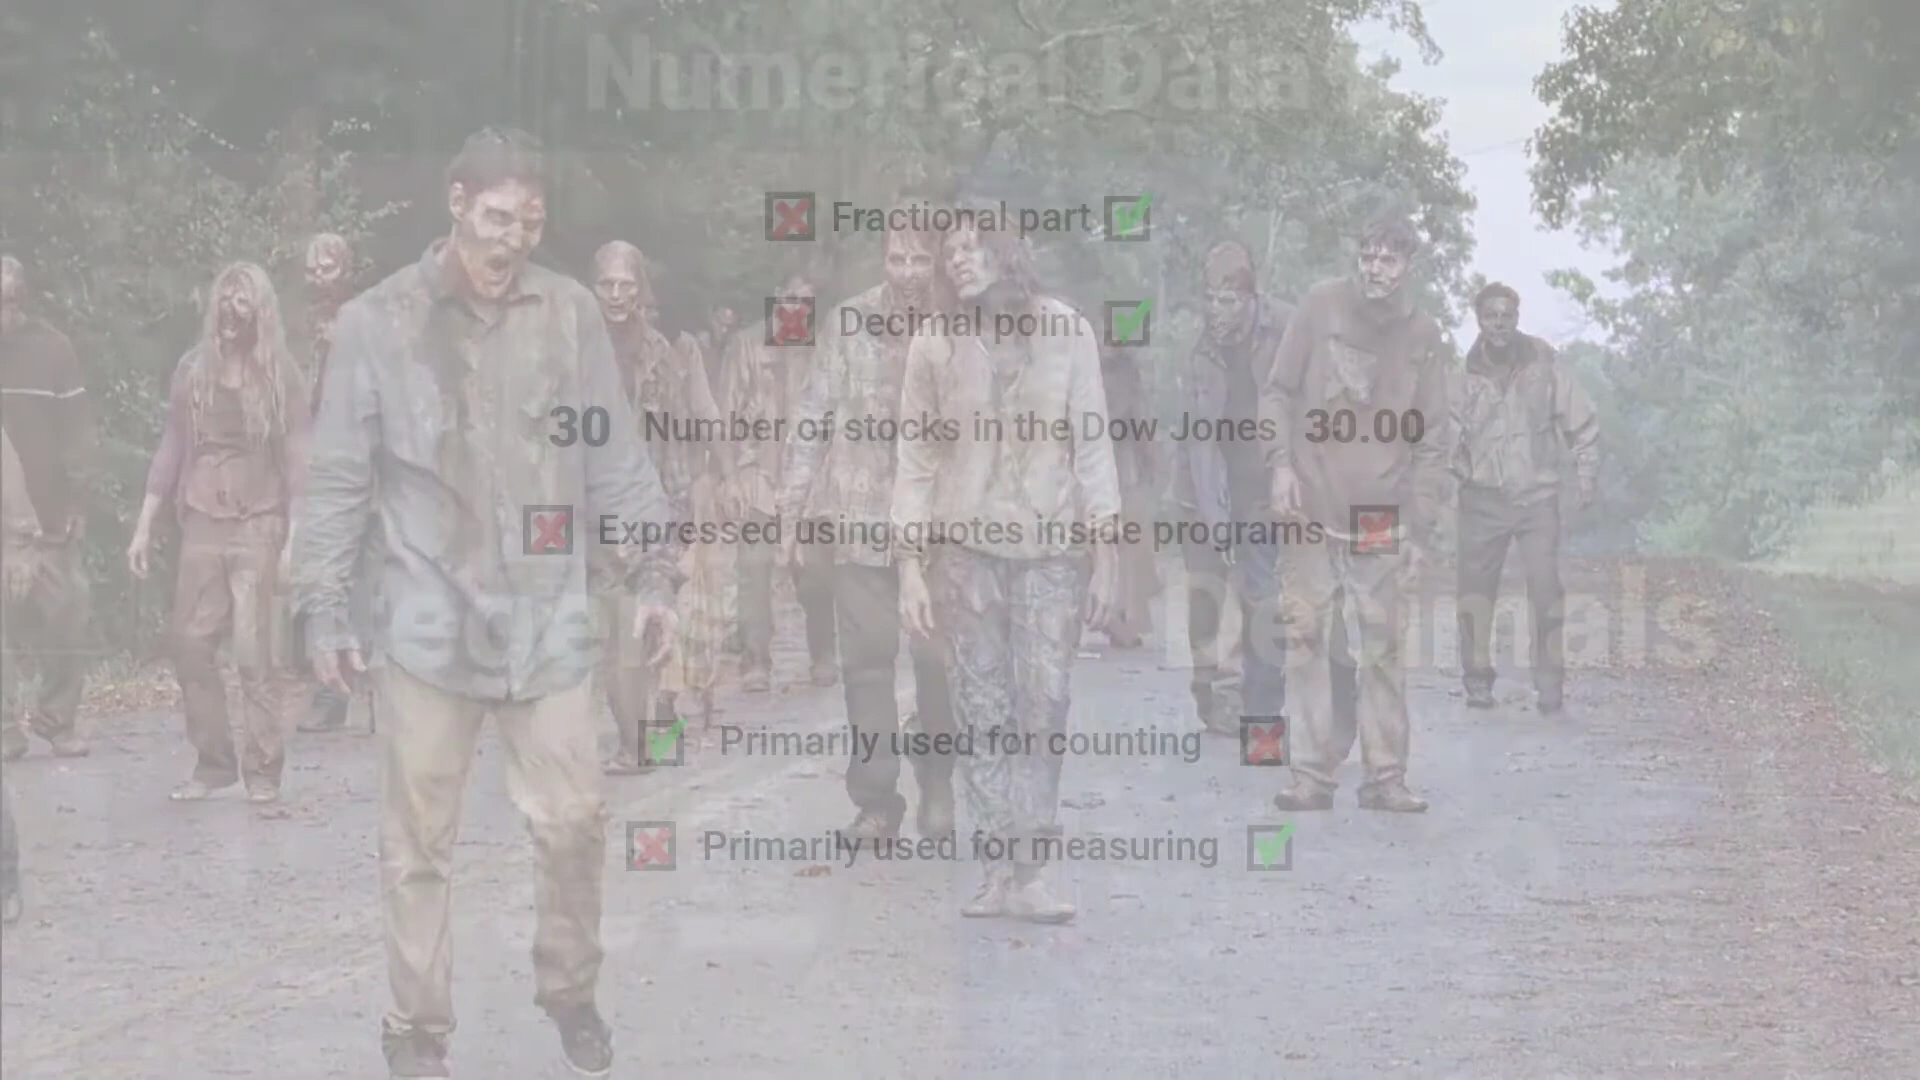 Numerical Data
Fractional part
Decimal point
30 Number of stocks in the Dow Jones 30.00
Expressed using quotes inside programs
Integers Decimals
Primarily used for counting
Primarily used for measuring